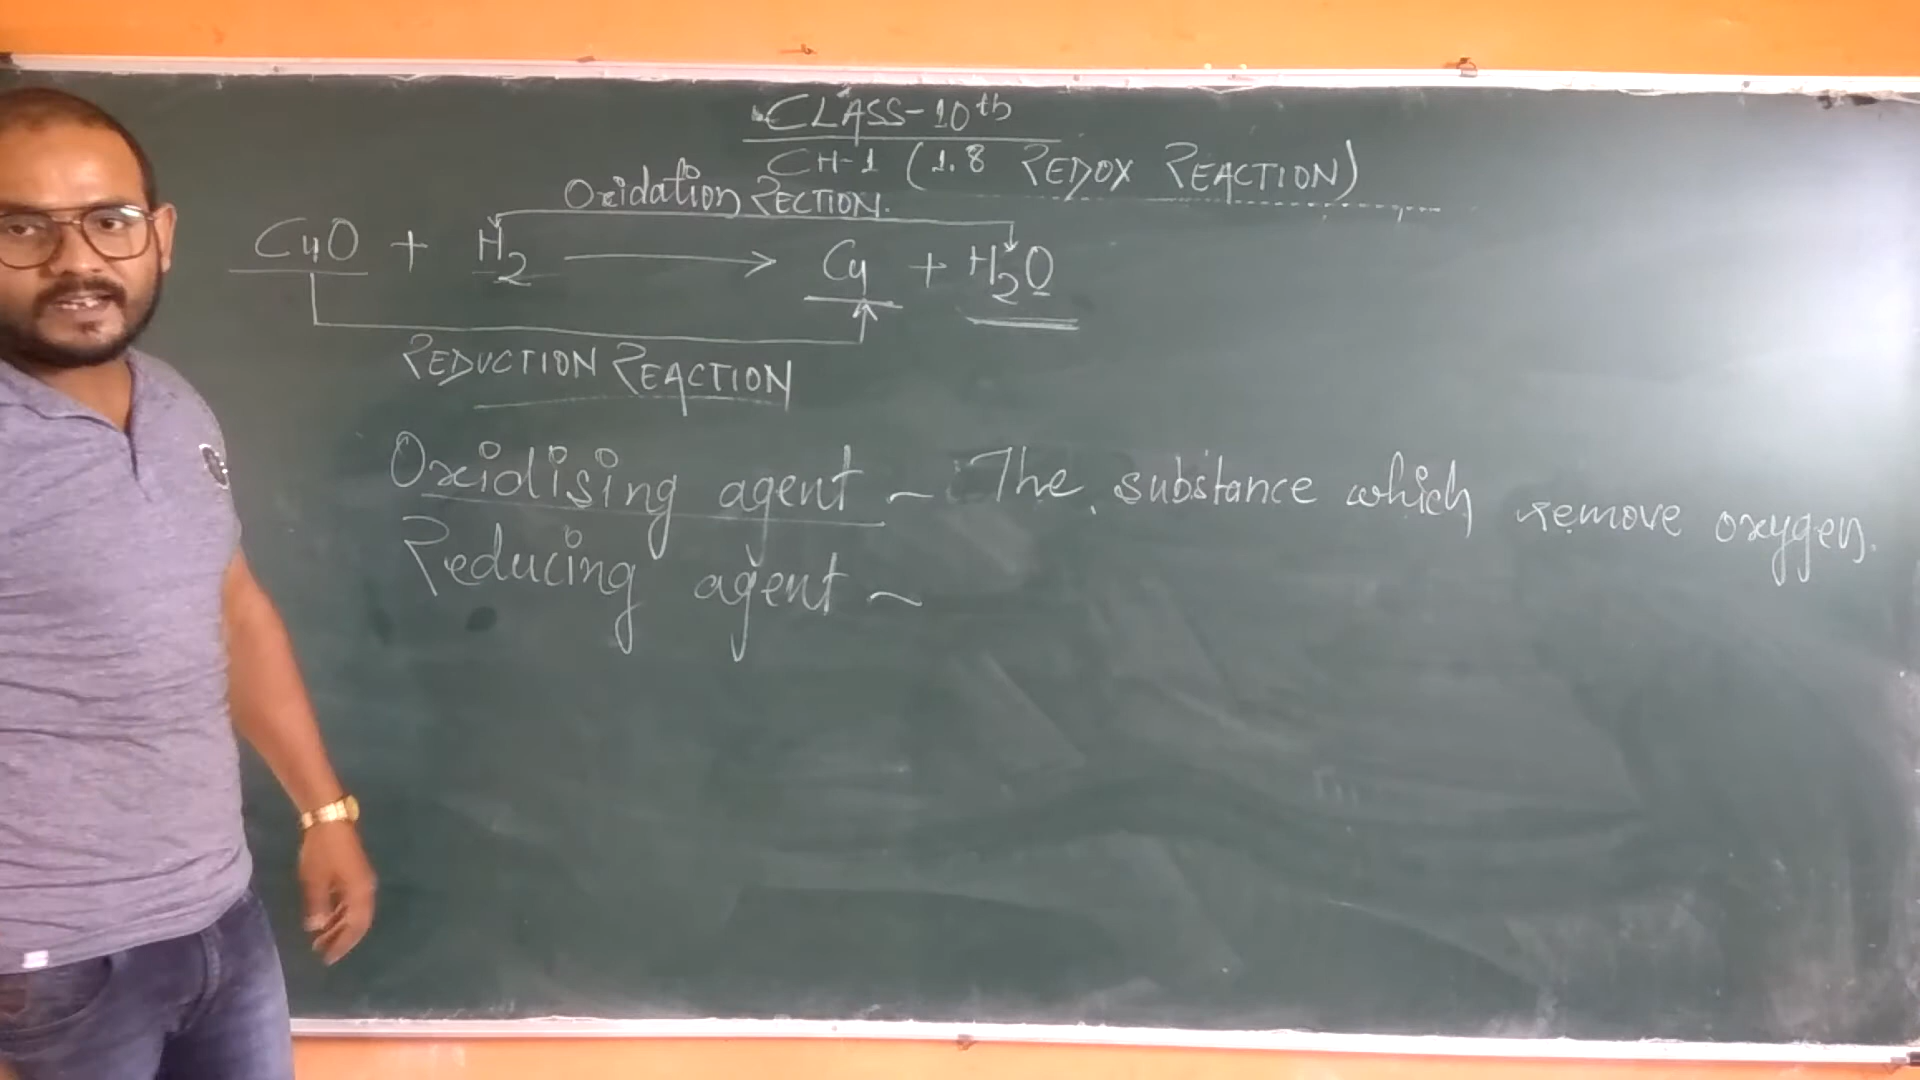 CLASS-10th
CH-1 (1.8 REDOX REACTION)
Oxidation RECTION.
CuO + H2 → Cu + H2O
REDUCTION REACTION
Oxidising agent ~ The substance which remove oxygen.
Reducing agent ~